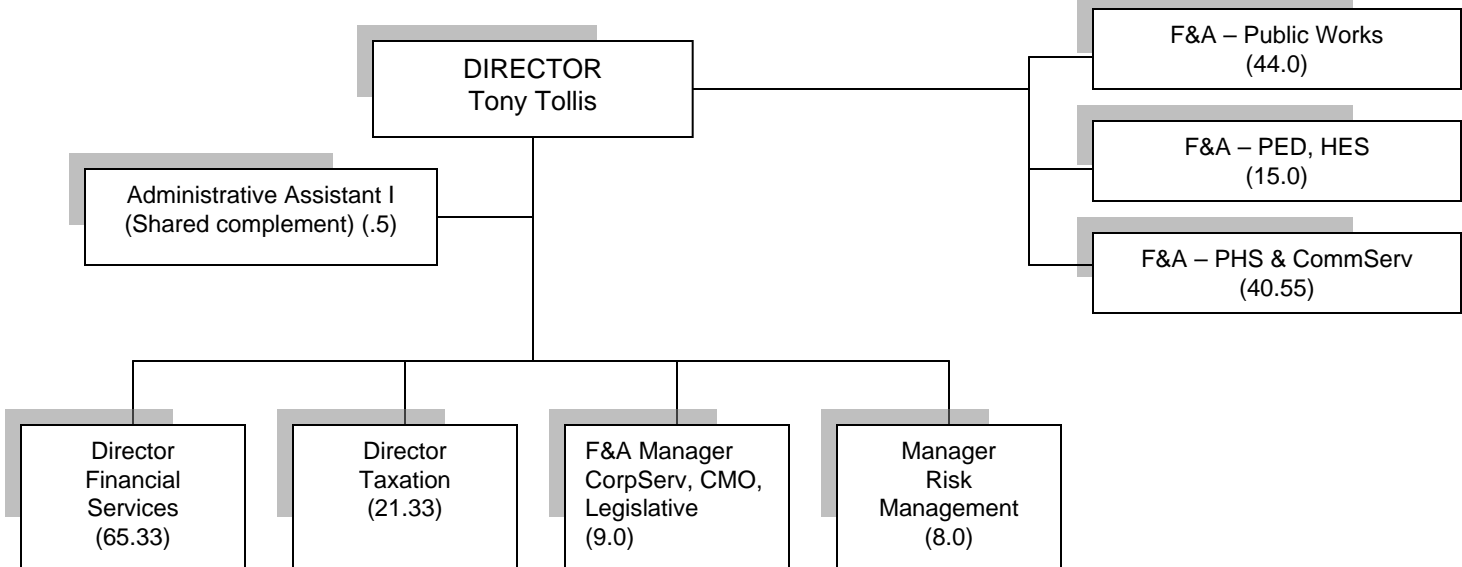 DIRECTOR
Tony Tollis
F&A – Public Works
(44.0)
F&A – PED, HES
(15.0)
F&A – PHS & CommServ
(40.55)
Administrative Assistant I
(Shared complement) (.5)
Director
Financial
Services
(65.33)
Director
Taxation
(21.33)
F&A Manager
CorpServ, CMO,
Legislative
(9.0)
Manager
Risk
Management
(8.0)